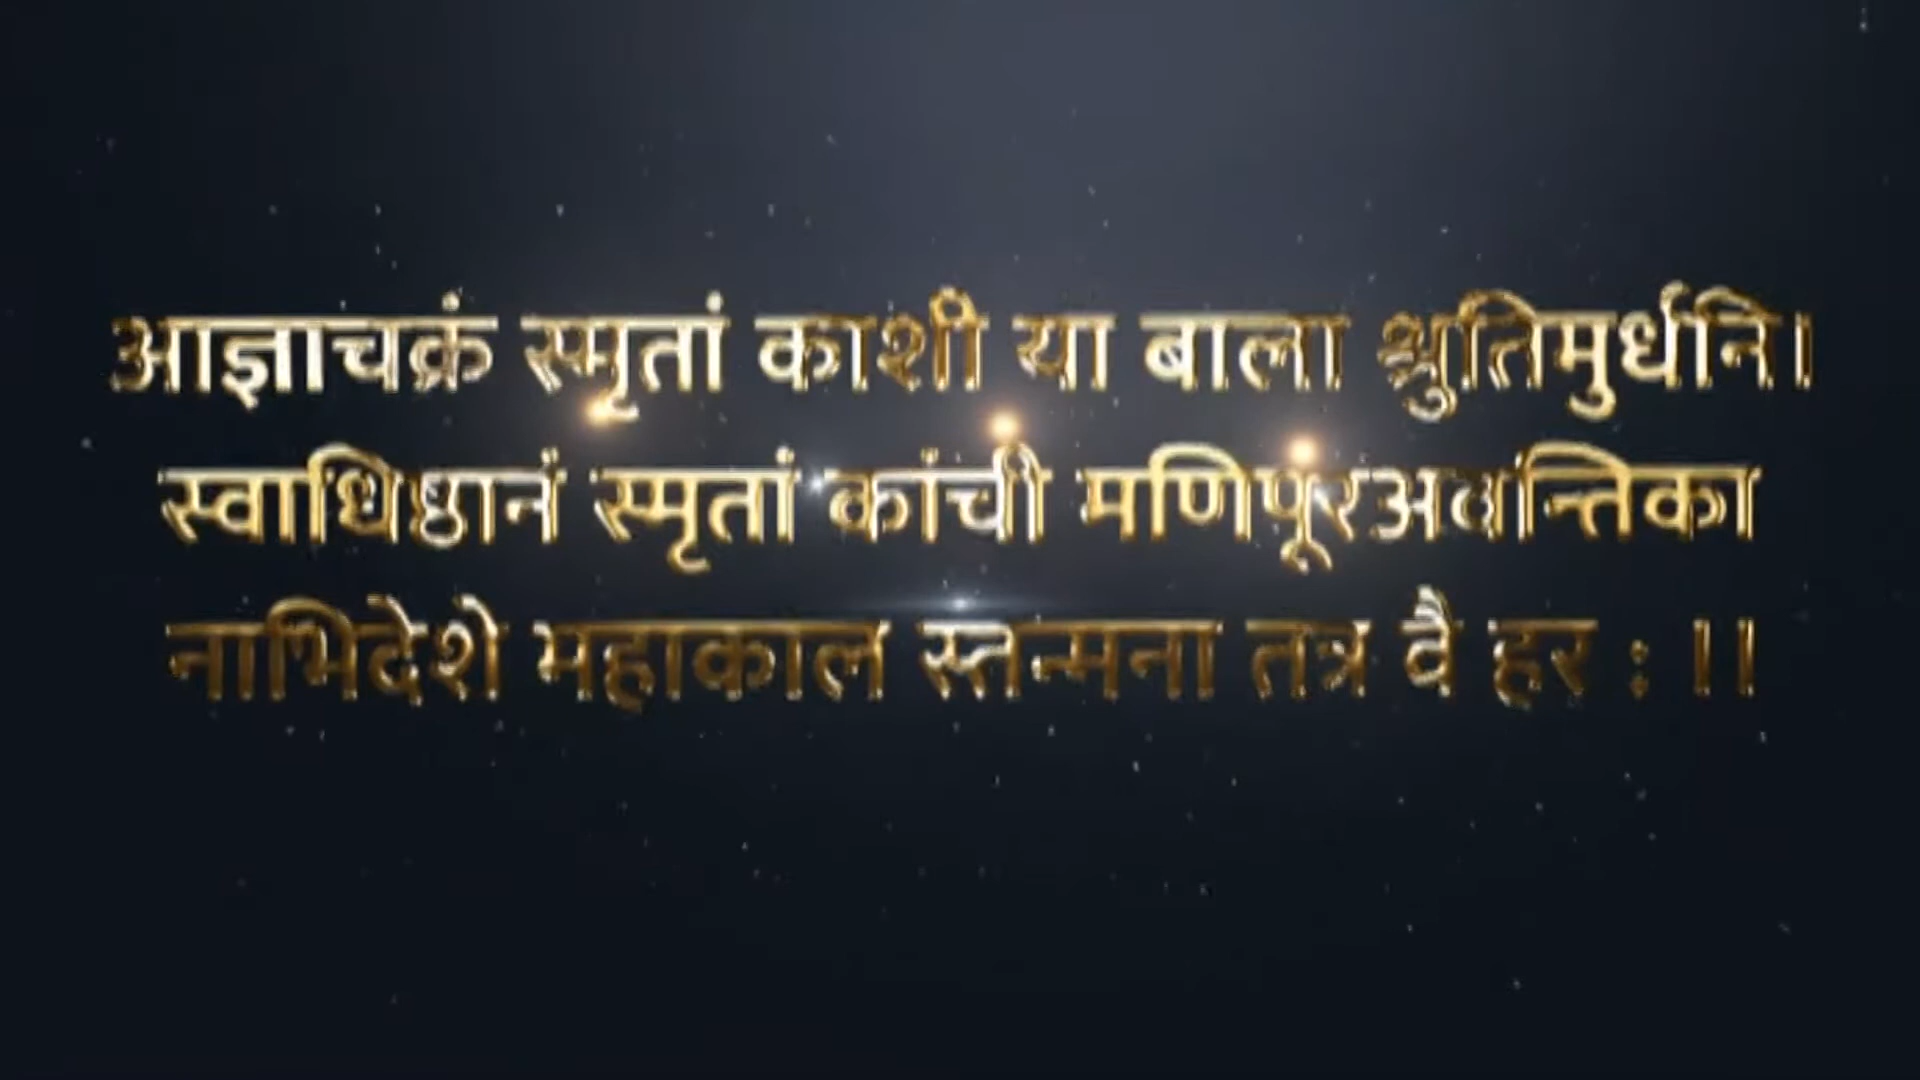 आज्ञाचक्रं स्मृतां काशी या बाला श्रुतिमुर्धनि।
स्वाधिष्ठानं स्मृतां कांची मणिपूरअवन्तिका
नाभिदेशे महाकाल स्तन्मना तत्र वै हर : ।।